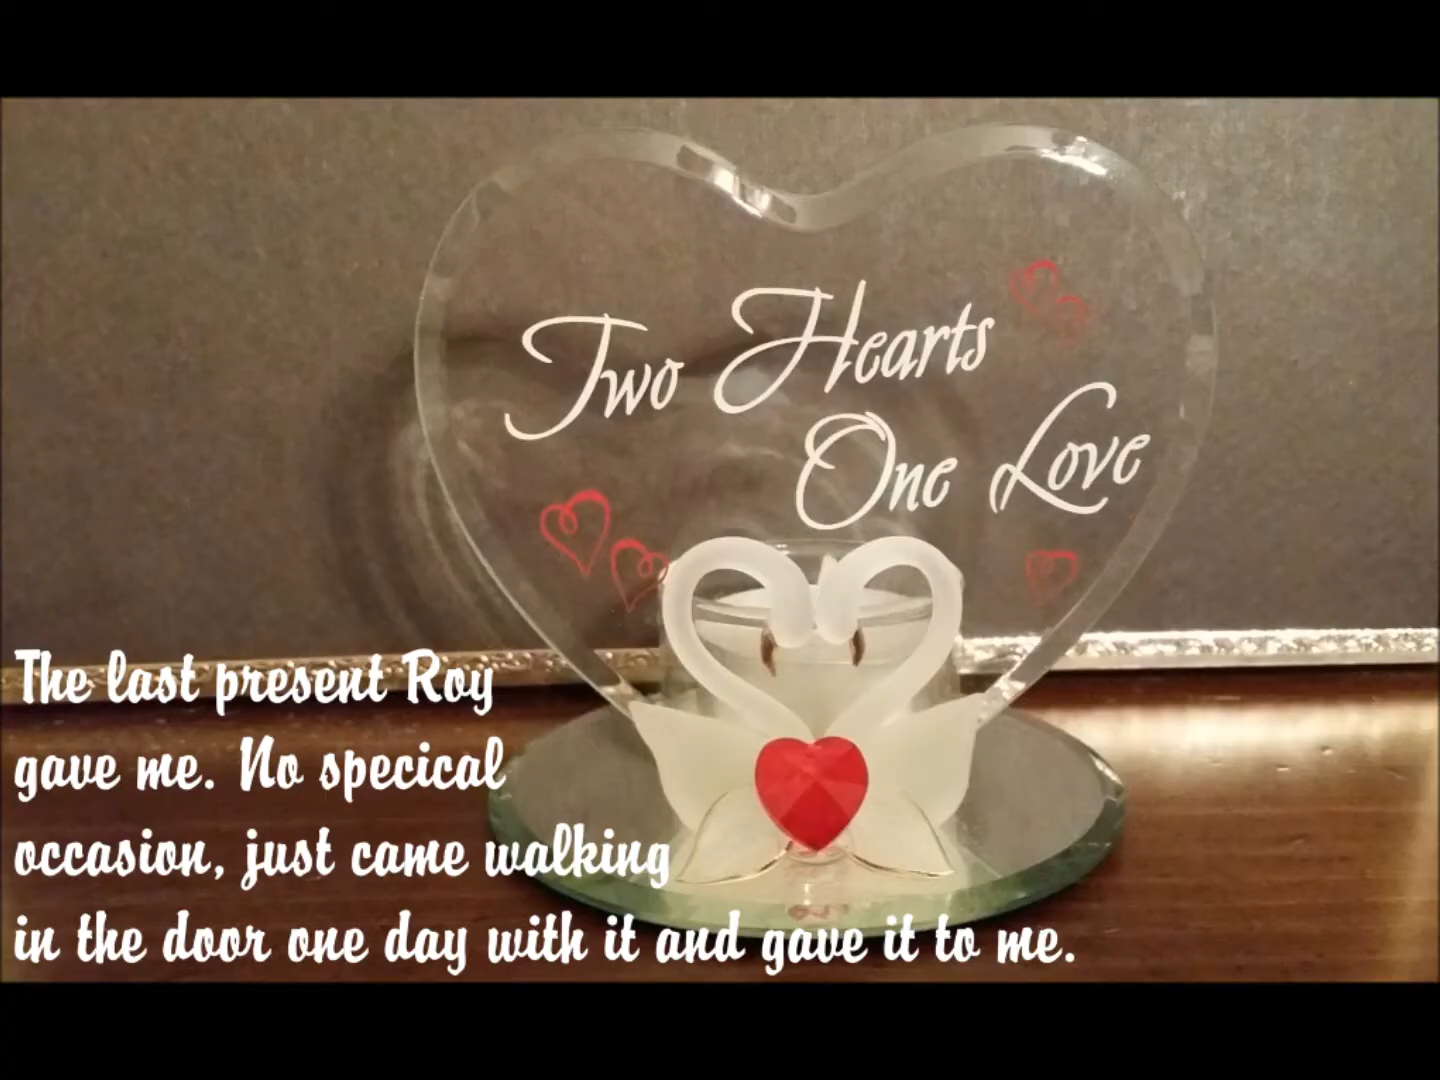 Two Hearts
One Love
The last present Roy
gave me. No specical
occasion, just came walking
in the door one day with it and gave it to me.